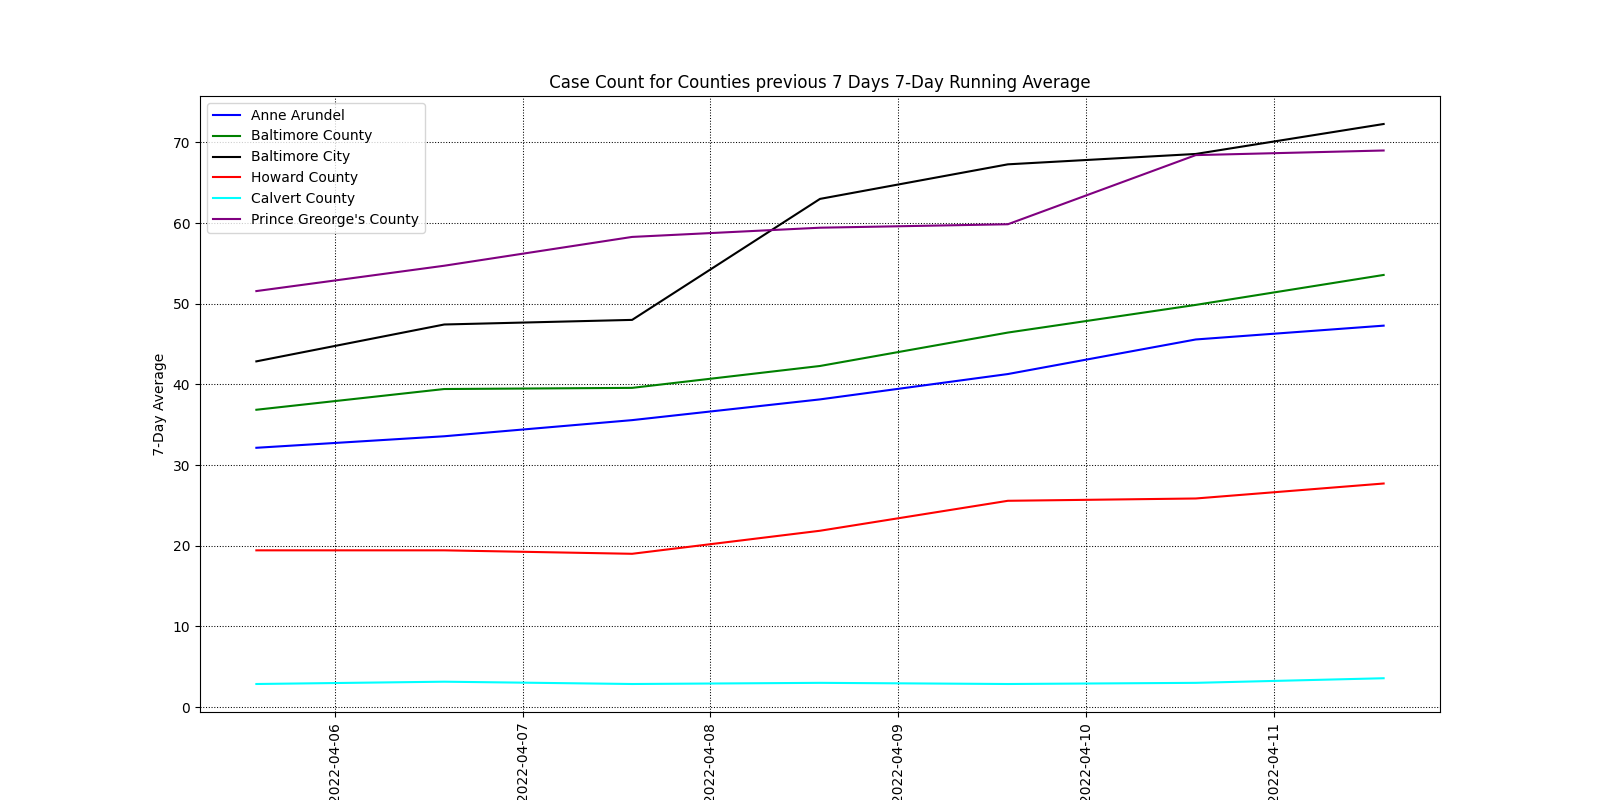 Case Count for Counties previous 7 Days 7-Day Running Average
Anne Arundel
Baltimore County
Baltimore City
Howard County
Calvert County
Prince Greorge's County
7-Day Average
70
60
50
40
30
20
10
0
2022-04-06
2022-04-07
2022-04-08
2022-04-09
2022-04-10
2022-04-11